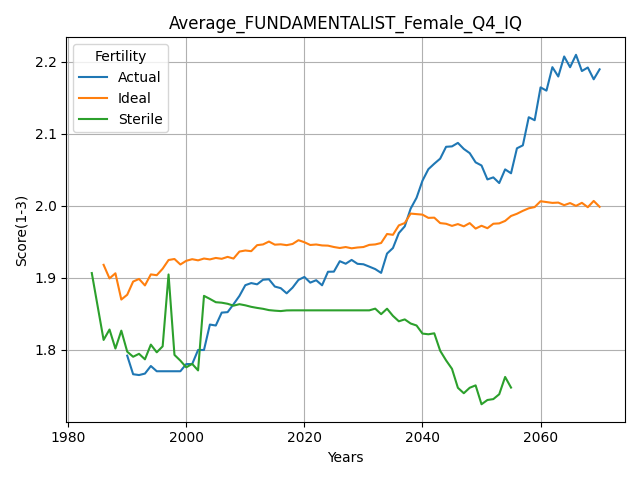 Average_FUNDAMENTALIST_Female_Q4_IQ
Fertility
Actual
Ideal
Sterile
Score(1-3)
2.2
2.1
2.0
1.9
1.8
1980
2000
2020
2040
2060
Years